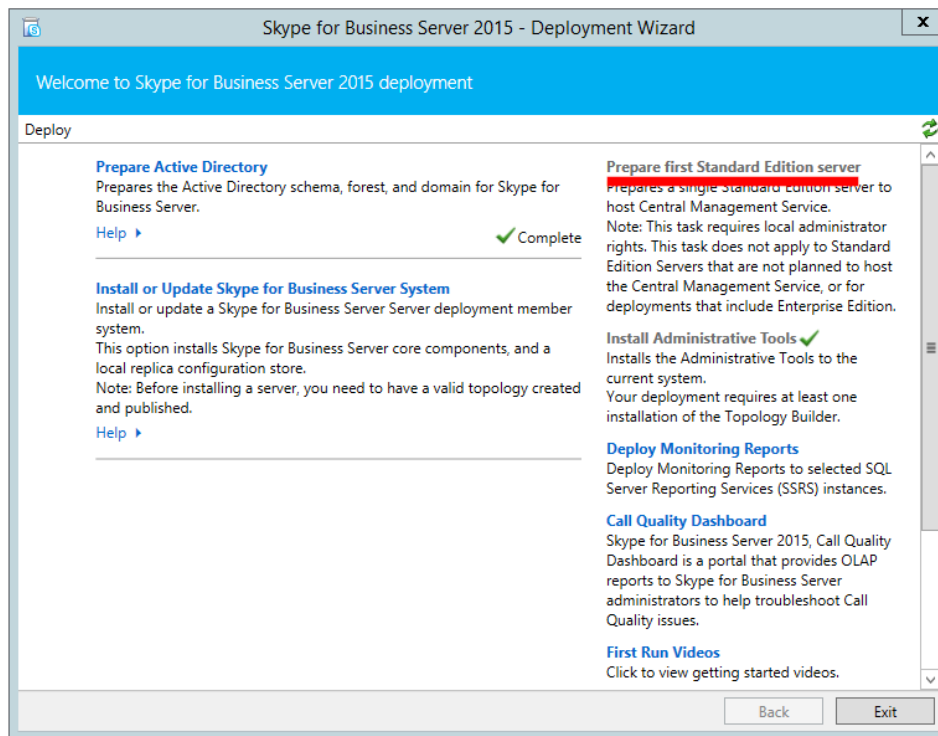 Skype for Business Server 2015 - Deployment Wizard
x
Welcome to Skype for Business Server 2015 deployment
Deploy
Prepare Active Directory
Prepares the Active Directory schema, forest, and domain for Skype for
Business Server.
Help
Complete
Install or Update Skype for Business Server System
Install or update a Skype for Business Server Server deployment member
system.
This option installs Skype for Business Server core components, and a
local replica configuration store.
Note: Before installing a server, you need to have a valid topology created
and published.
Help
Prepare first Standard Edition server
Prepares a single Standard Edition server to
host Central Management Service.
Note: This task requires local administrator
rights. This task does not apply to Standard
Edition Servers that are not planned to host
the Central Management Service, or for
deployments that include Enterprise Edition.
Install Administrative Tools
Installs the Administrative Tools to the
current system.
Your deployment requires at least one
installation of the Topology Builder.
Deploy Monitoring Reports
Deploy Monitoring Reports to selected SQL
Server Reporting Services (SSRS) instances.
Call Quality Dashboard
Skype for Business Server 2015, Call Quality
Dashboard is a portal that provides OLAP
reports to Skype for Business Server
administrators to help troubleshoot Call
Quality issues.
First Run Videos
Click to view getting started videos.
Back
Exit